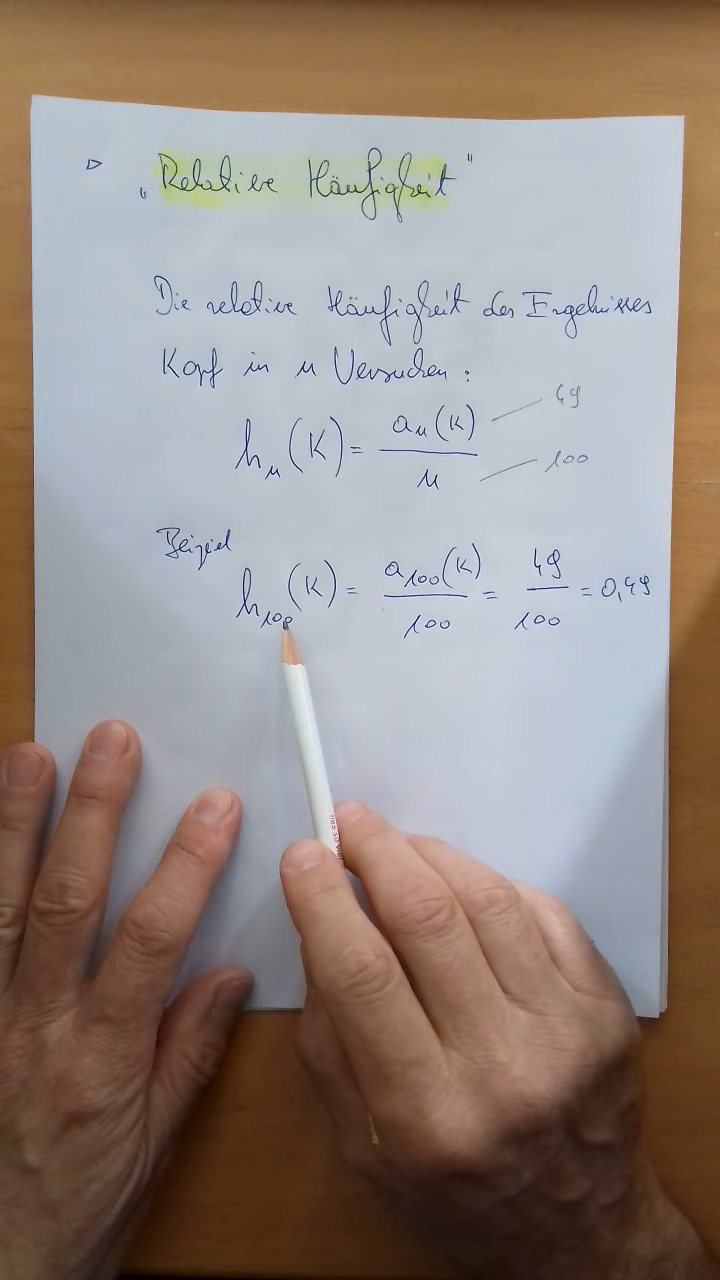 ▷ „Relative Häufigkeit"
Die relative Häufigkeit des Ergebnisses
Kopf in n Versuchen:
hₙ(K) = aₙ(K) / n
49
100
Beispiel
h₁₀₀(K) = a₁₀₀(K) / 100 = 49 / 100 = 0,49